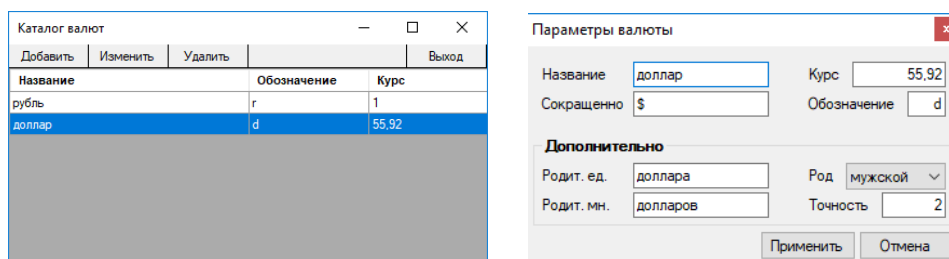 Каталог валют
Добавить Изменить Удалить Выход
Название Обозначение Курс
рубль r 1
доллар d 55,92
Параметры валюты
Название доллар Курс 55,92
Сокращенно $ Обозначение d
Дополнительно
Родит. ед. доллара Род мужской
Родит. мн. долларов Точность 2
Применить Отмена